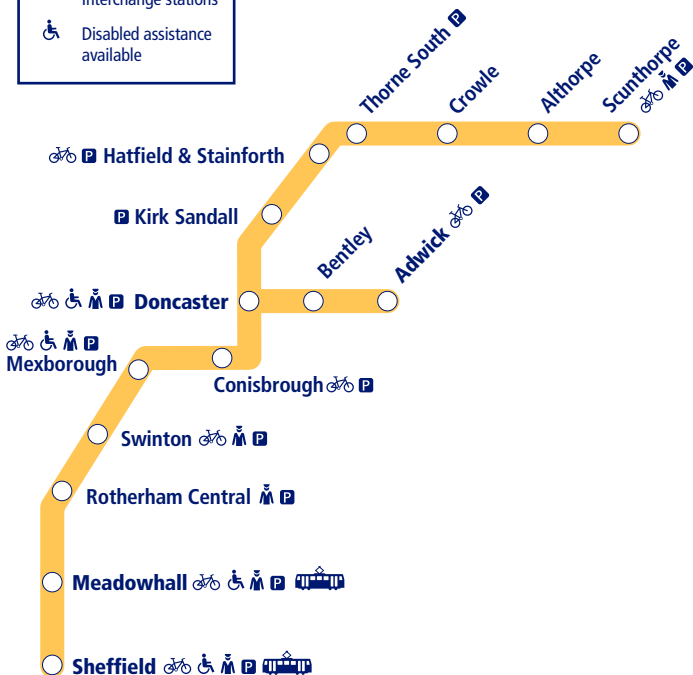 Interchange stations
Disabled assistance
available
Thorne South P
Crowle
Althorpe
Scunthorpe
P
P Hatfield & Stainforth
P Kirk Sandall
Bentley
Adwick P
P Doncaster
P
Mexborough
Conisbrough P
Swinton P
Rotherham Central P
Meadowhall P
Sheffield P